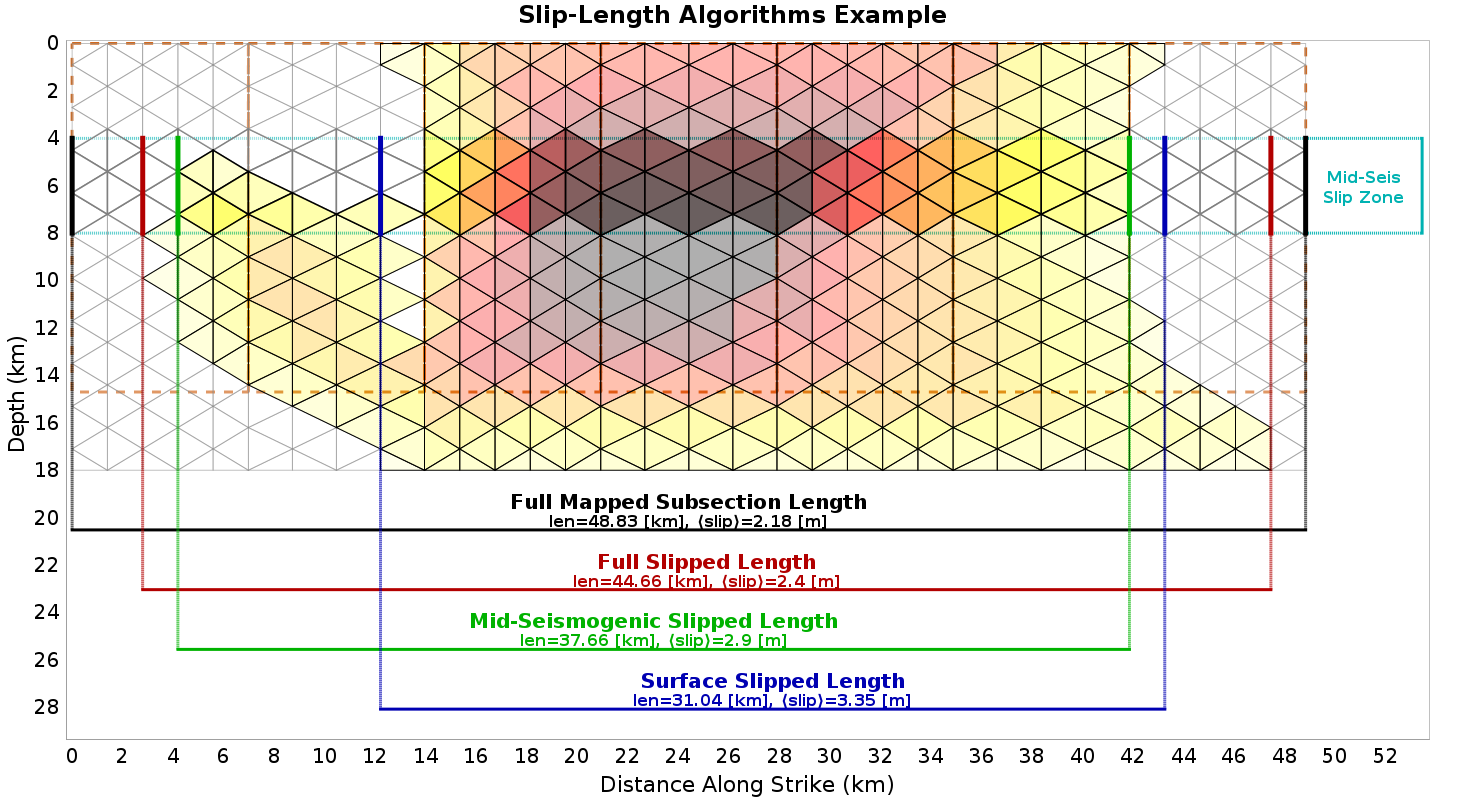 Slip-Length Algorithms Example
0
2
4
6
8
10
12
14
16
18
20
22
24
26
28
Depth (km)
Mid-Seis
Slip Zone
Full Mapped Subsection Length
len=48.83 [km], ⟨slip⟩=2.18 [m]
Full Slipped Length
len=44.66 [km], ⟨slip⟩=2.4 [m]
Mid-Seismogenic Slipped Length
len=37.66 [km], ⟨slip⟩=2.9 [m]
Surface Slipped Length
len=31.04 [km], ⟨slip⟩=3.35 [m]
0 2 4 6 8 10 12 14 16 18 20 22 24 26 28 30 32 34 36 38 40 42 44 46 48 50 52
Distance Along Strike (km)